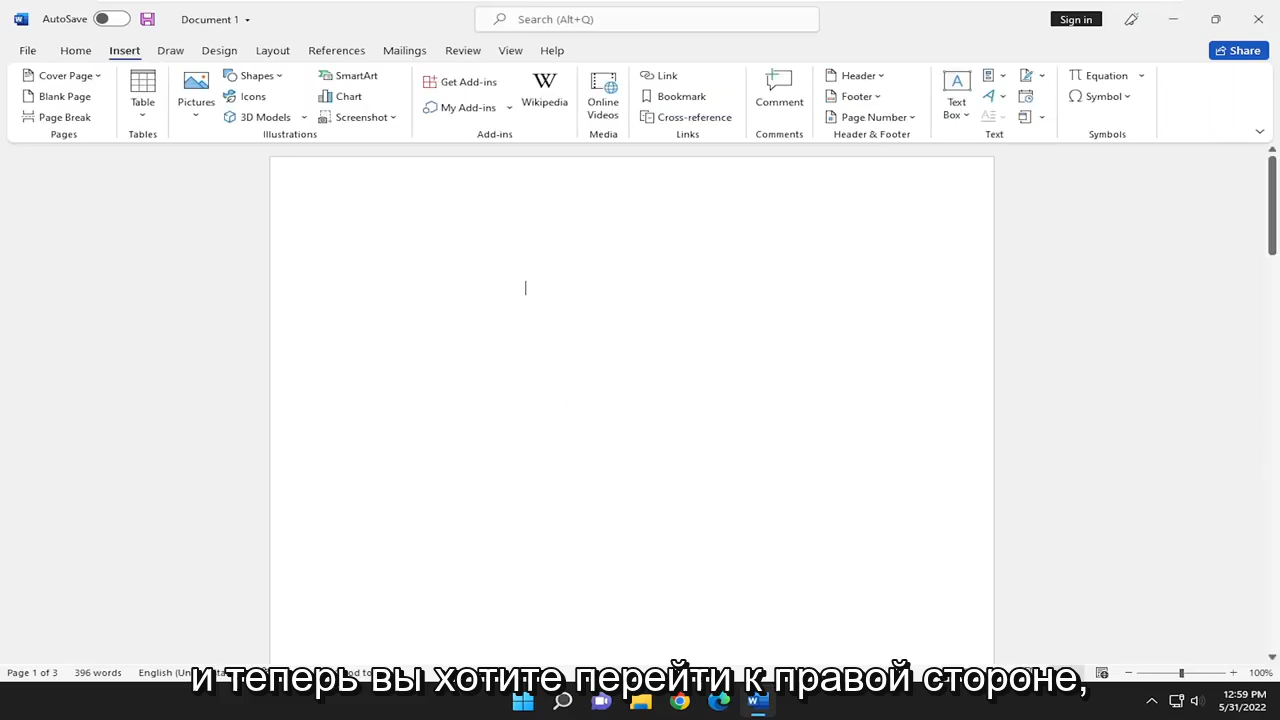 AutoSave
Document 1
Search (Alt+Q)
Sign in
File Home Insert Draw Design Layout References Mailings Review View Help
Share
Cover Page
Blank Page
Page Break
Pages
Table
Tables
Pictures
Shapes
Icons
3D Models
SmartArt
Chart
Screenshot
Illustrations
Get Add-ins
My Add-ins
W
Wikipedia
Add-ins
Online
Videos
Media
Link
Bookmark
Cross-reference
Links
Comment
Comments
Header
Footer
Page Number
Header & Footer
Text
Box
Text
Equation
Symbol
Symbols
Page 1 of 3 396 words
100%
и теперь вы хотите перейти к правой стороне,
12:59 PM
5/31/2022